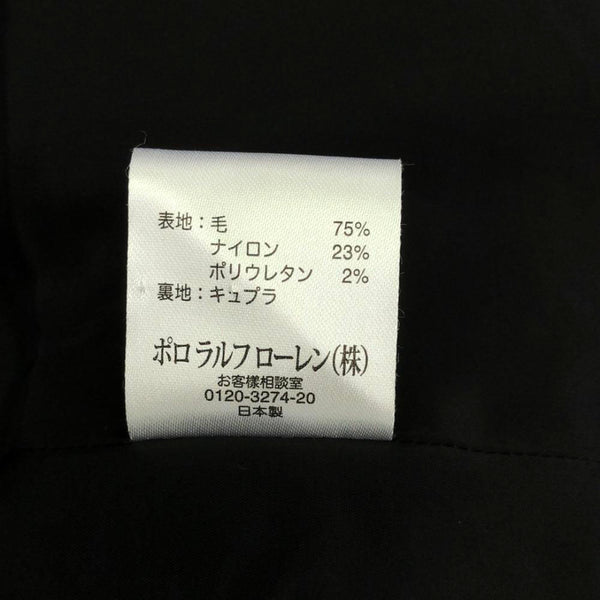 表地：毛 75%
ナイロン 23%
ポリウレタン 2%
裏地：キュプラ
ポロ ラルフ ローレン(株)
お客様相談室
0120-3274-20
日本製